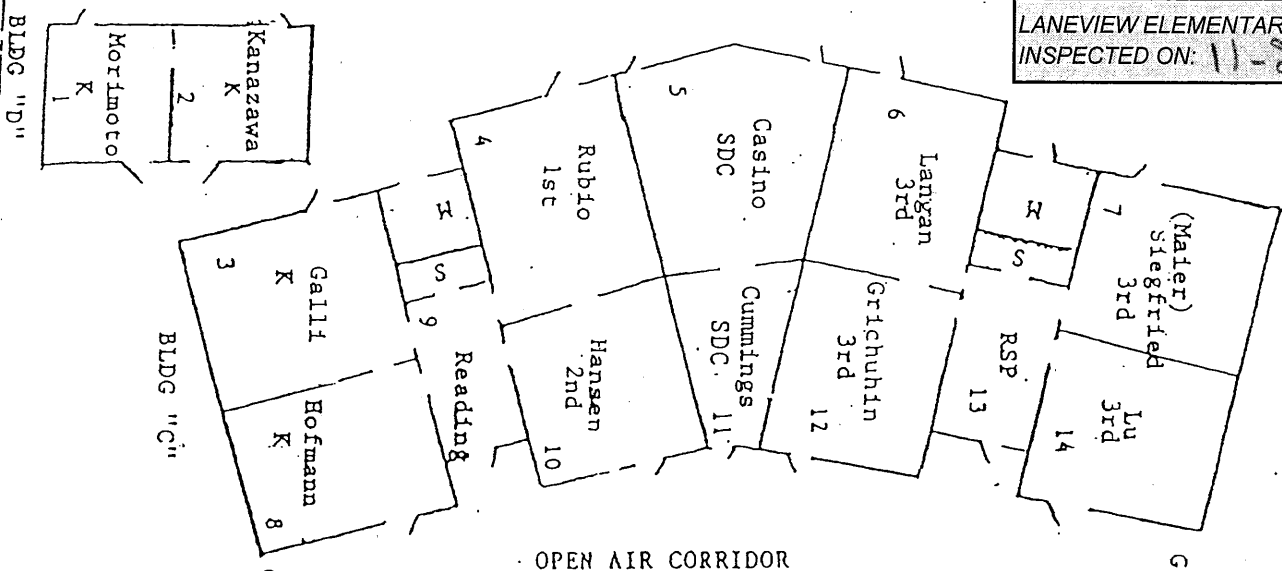 LANEVIEW ELEMENTAR
INSPECTED ON: 11-
Kanazawa
K
2
Morimoto
K
1
BLDG "D"
Rubio
1st
4
Casino
SDC
5
Langan
3rd
6
(Maier)
Siegfried
3rd
7
W
S
W
S
Galli
K
3
Hofmann
K
8
Reading
9
Hansen
2nd
10
Cummings
SDC.
11
Grichuhin
3rd
12
RSP
13
Lu
3rd
14
BLDG "C"
OPEN AIR CORRIDOR
G